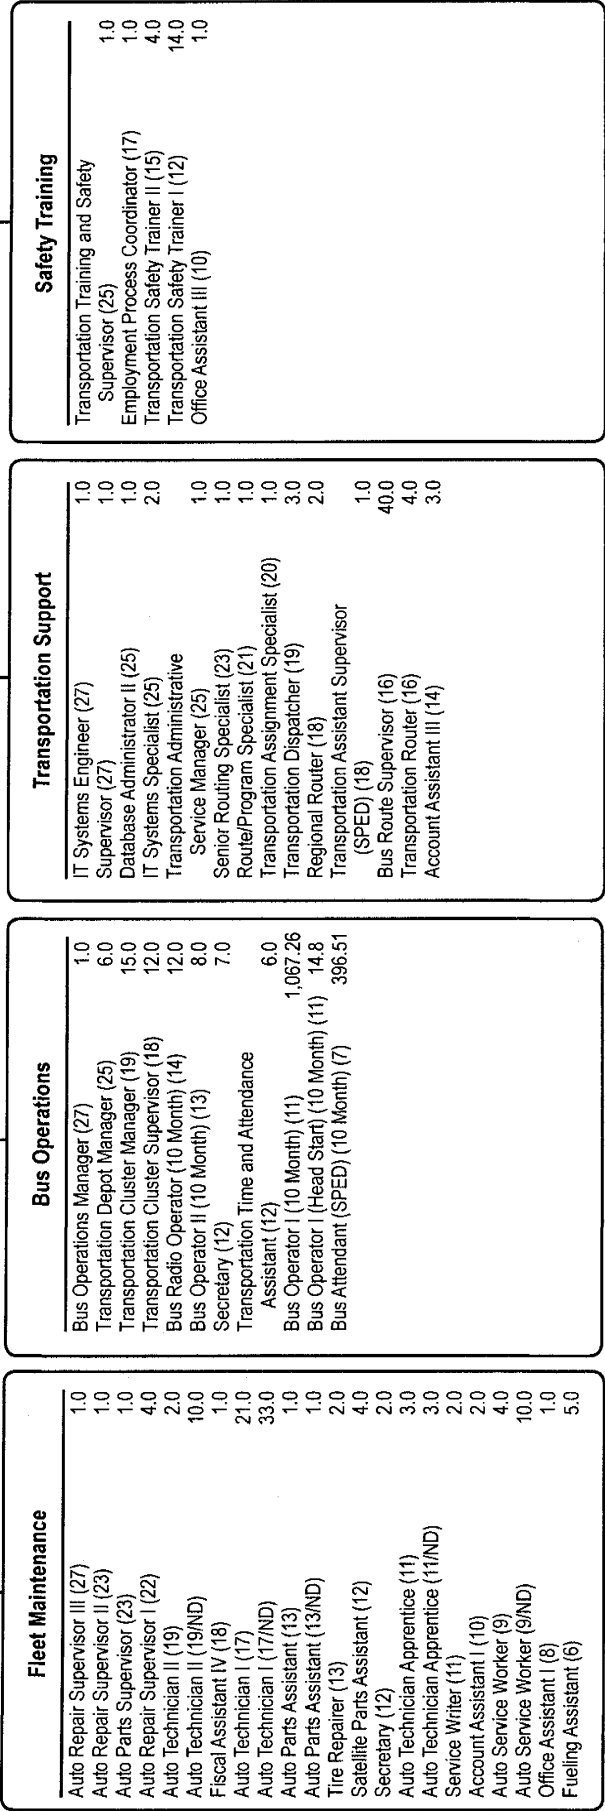 Fleet Maintenance
Auto Repair Supervisor III (27) 1.0
Auto Repair Supervisor II (23) 1.0
Auto Parts Supervisor (23) 1.0
Auto Repair Supervisor I (22) 4.0
Auto Technician II (19) 2.0
Auto Technician II (19/ND) 10.0
Fiscal Assistant IV (18) 1.0
Auto Technician I (17) 21.0
Auto Technician I (17/ND) 33.0
Auto Parts Assistant (13) 1.0
Auto Parts Assistant (13/ND) 1.0
Tire Repairer (13) 2.0
Satellite Parts Assistant (12) 4.0
Secretary (12) 2.0
Auto Technician Apprentice (11) 3.0
Auto Technician Apprentice (11/ND) 3.0
Service Writer (11) 2.0
Account Assistant I (10) 2.0
Auto Service Worker (9) 4.0
Auto Service Worker (9/ND) 10.0
Office Assistant I (8) 1.0
Fueling Assistant (6) 5.0
Bus Operations
Bus Operations Manager (27) 1.0
Transportation Depot Manager (25) 6.0
Transportation Cluster Manager (19) 15.0
Transportation Cluster Supervisor (18) 12.0
Bus Radio Operator (10 Month) (14) 12.0
Bus Operator II (10 Month) (13) 8.0
Secretary (12) 7.0
Transportation Time and Attendance
Assistant (12) 6.0
Bus Operator I (10 Month) (11) 1,067.26
Bus Operator I (Head Start) (10 Month) (11) 14.8
Bus Attendant (SPED) (10 Month) (7) 396.51
Transportation Support
IT Systems Engineer (27) 1.0
Supervisor (27) 1.0
Database Administrator II (25) 1.0
IT Systems Specialist (25) 2.0
Transportation Administrative
Service Manager (25) 1.0
Senior Routing Specialist (23) 1.0
Route/Program Specialist (21) 1.0
Transportation Assignment Specialist (20) 1.0
Transportation Dispatcher (19) 3.0
Regional Router (18) 2.0
Transportation Assistant Supervisor
(SPED) (18) 1.0
Bus Route Supervisor (16) 40.0
Transportation Router (16) 4.0
Account Assistant III (14) 3.0
Safety Training
Transportation Training and Safety
Supervisor (25) 1.0
Employment Process Coordinator (17) 1.0
Transportation Safety Trainer II (15) 4.0
Transportation Safety Trainer I (12) 14.0
Office Assistant III (10) 1.0